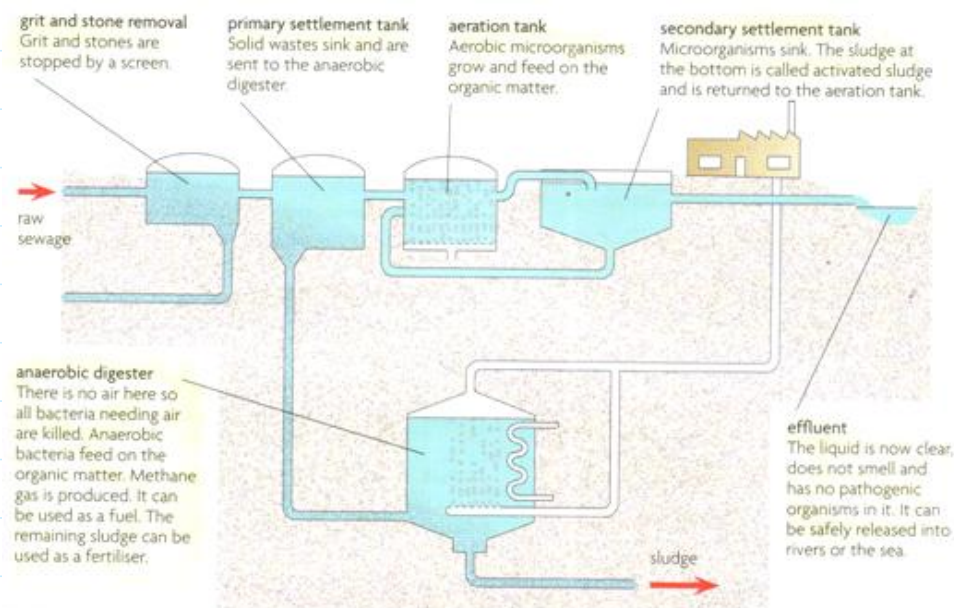 grit and stone removal
Grit and stones are
stopped by a screen.
primary settlement tank
Solid wastes sink and are
sent to the anaerobic
digester.
aeration tank
Aerobic microorganisms
grow and feed on the
organic matter.
secondary settlement tank
Microorganisms sink. The sludge at
the bottom is called activated sludge
and is returned to the aeration tank.
raw
sewage
anaerobic digester
There is no air here so
all bacteria needing air
are killed. Anaerobic
bacteria feed on the
organic matter. Methane
gas is produced. It can
be used as a fuel. The
remaining sludge can be
used as a fertiliser.
effluent
The liquid is now clear,
does not smell and
has no pathogenic
organisms in it. It can
be safely released into
rivers or the sea.
sludge